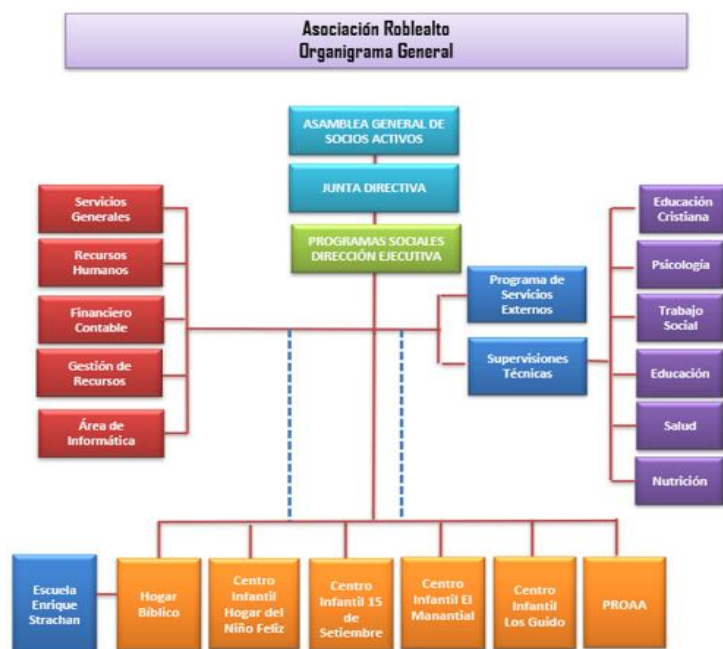 Asociación Roblealto
Organigrama General
ASAMBLEA GENERAL DE
SOCIOS ACTIVOS
JUNTA DIRECTIVA
PROGRAMAS SOCIALES
DIRECCIÓN EJECUTIVA
Servicios
Generales
Recursos
Humanos
Financiero
Contable
Gestión de
Recursos
Área de
Informática
Programa de
Servicios
Externos
Supervisiones
Técnicas
Educación
Cristiana
Psicología
Trabajo
Social
Educación
Salud
Nutrición
Escuela
Enrique
Strachan
Hogar
Bíblico
Centro
Infantil
Hogar del
Niño Feliz
Centro
Infantil 15
de
Setiembre
Centro
Infantil El
Manantial
Centro
Infantil
Los Guido
PROAA